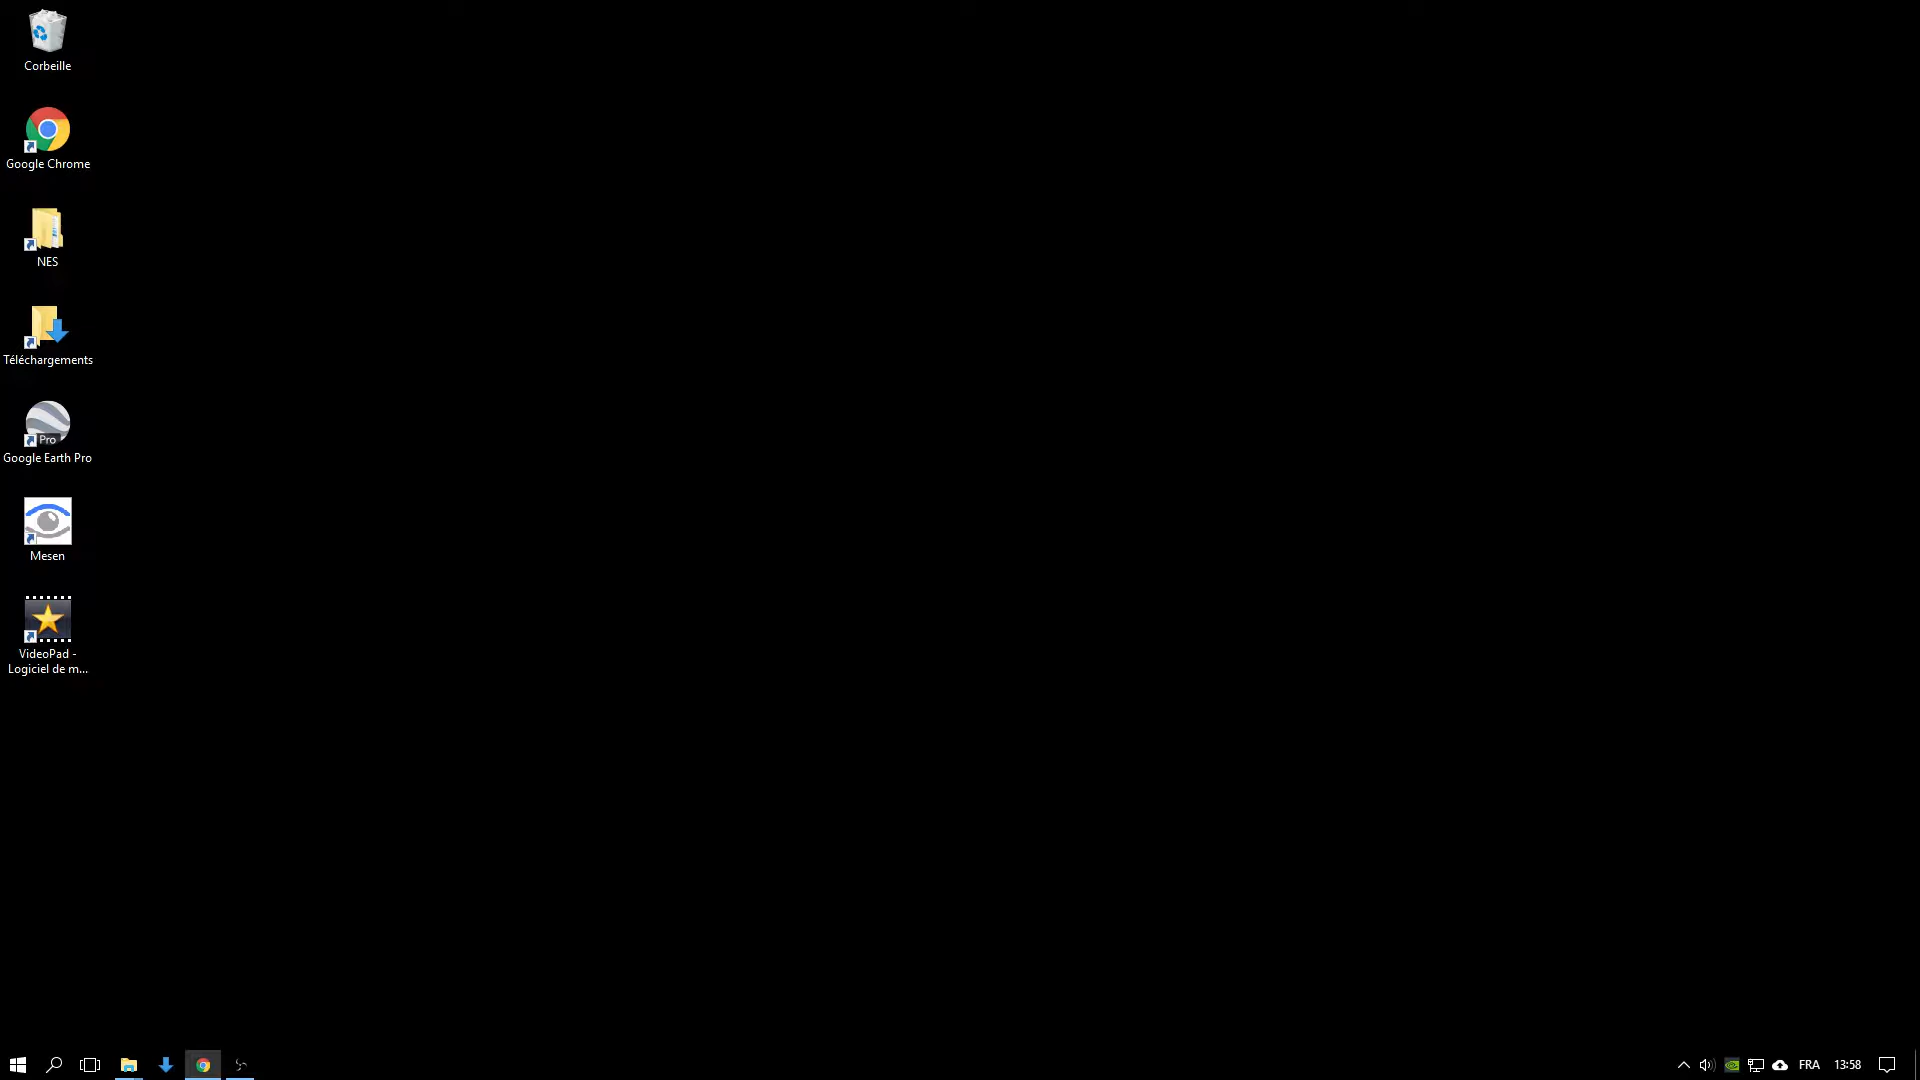 Corbeille
Google Chrome
NES
Téléchargements
Pro
Google Earth Pro
Mesen
VideoPad -
Logiciel de m...
FRA
13:58